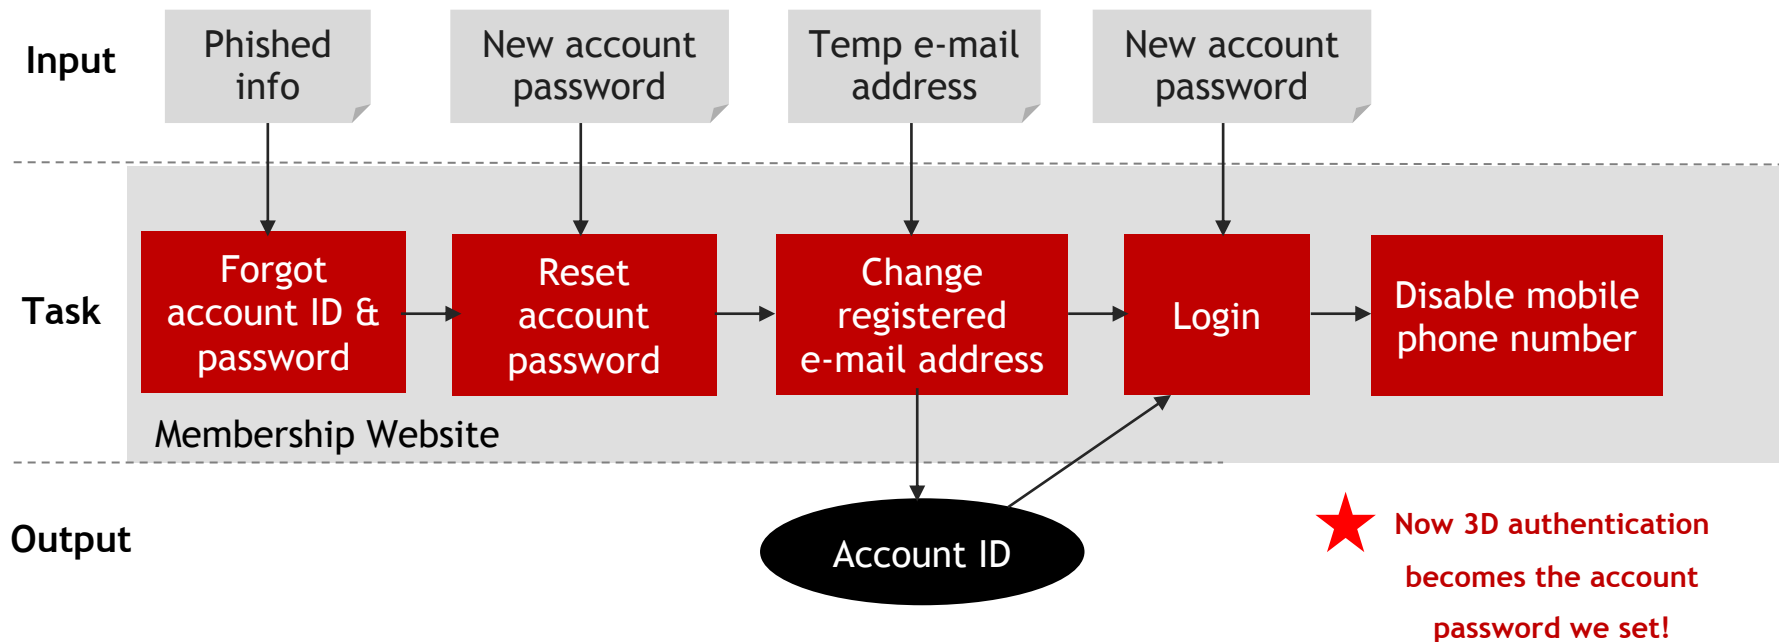 Input
Phished
info
New account
password
Temp e-mail
address
New account
password
Task
Forgot
account ID &
password
Reset
account
password
Change
registered
e-mail address
Login
Disable mobile
phone number
Membership Website
Output
Account ID
Now 3D authentication
becomes the account
password we set!